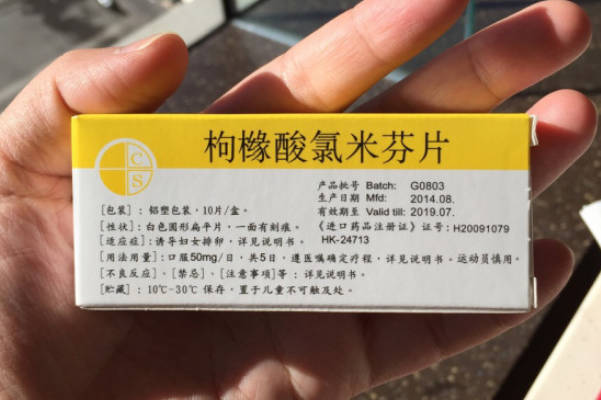 枸橼酸氯米芬片
C S
产品批号 Batch: G0803
生产日期 Mfd: 2014.08.
有效期至 Valid till: 2019.07.
[包装]：铝塑包装，10片/盒。
《进口药品注册证》证号：H20091079
[性状]：白色圆形扁平片，一面有刻痕。
HK-24713
[适应症]：诱导妇女排卵，详见说明书。
[用法用量]：口服50mg/日，共5日，遵医嘱确定疗程，详见说明书。运动员慎用。
[不良反应]、[禁忌]、[注意事项]等：详见说明书。
[贮藏]：10℃-30℃保存，置于儿童不可触及处。